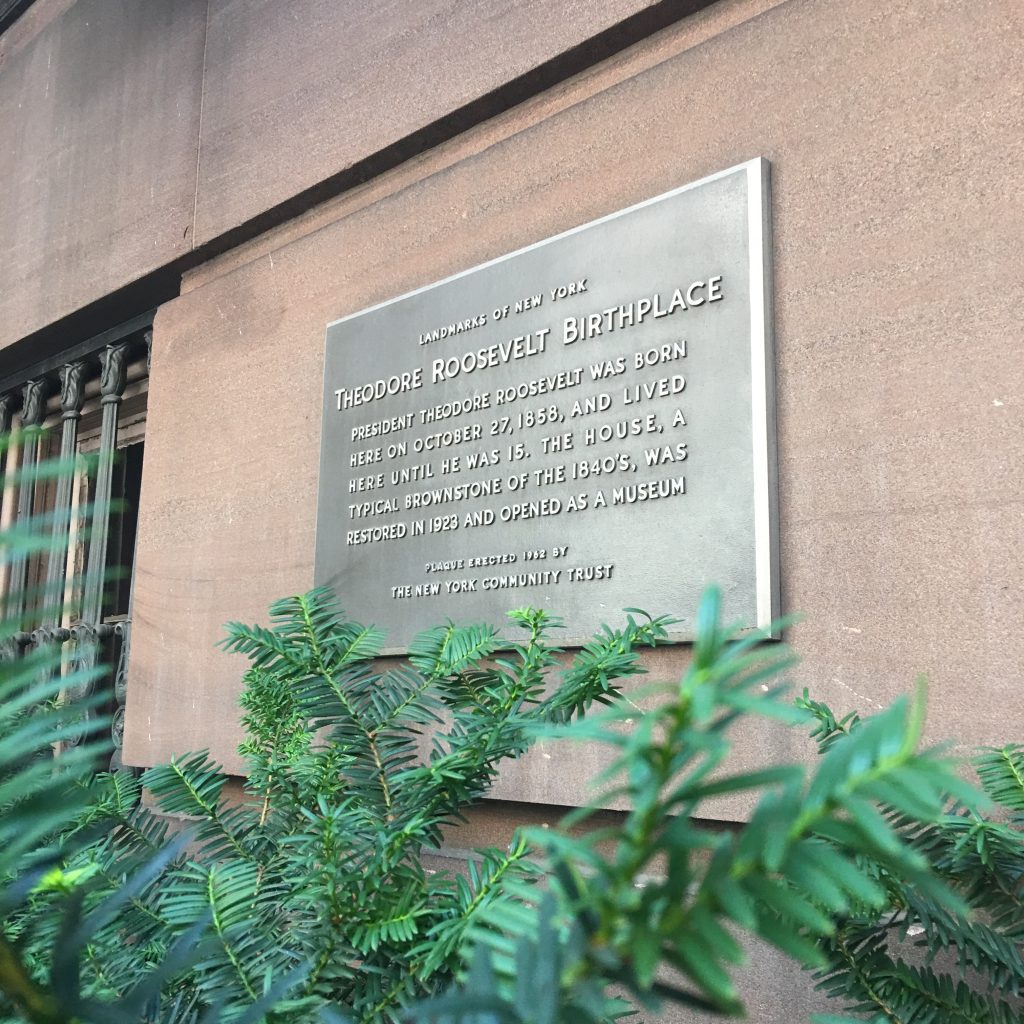 LANDMARKS OF NEW YORK
THEODORE ROOSEVELT BIRTHPLACE
PRESIDENT THEODORE ROOSEVELT WAS BORN
HERE ON OCTOBER 27, 1858, AND LIVED
HERE UNTIL HE WAS 15. THE HOUSE, A
TYPICAL BROWNSTONE OF THE 1840'S, WAS
RESTORED IN 1923 AND OPENED AS A MUSEUM
PLAQUE ERECTED 1962 BY
THE NEW YORK COMMUNITY TRUST